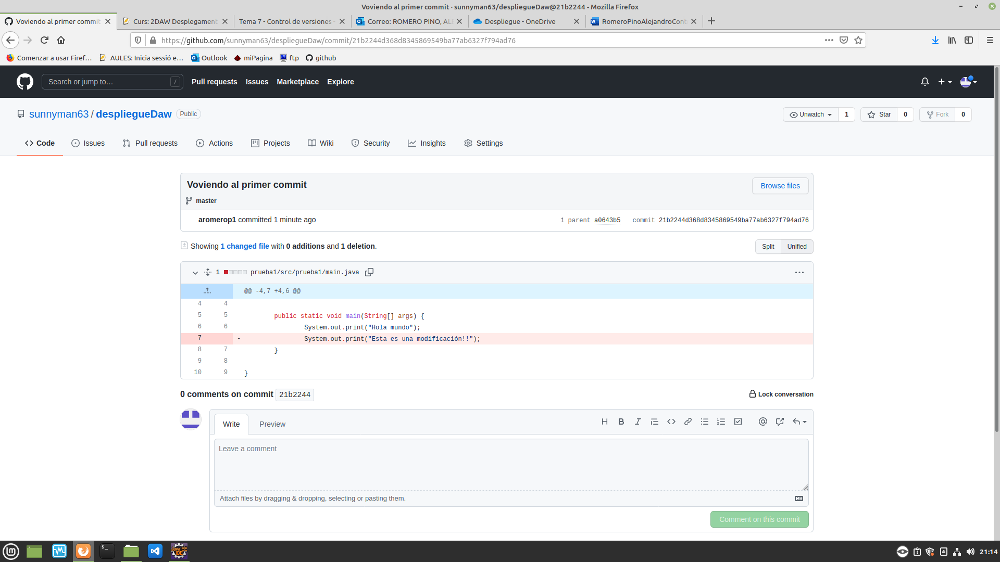 Voviendo al primer commit · sunnyman63/despliegueDaw@21b2244 - Mozilla Firefox
Voviendo al primer commit
Curs: 2DAW Desplegament
Tema 7 - Control de versiones -
Correo: ROMERO PINO, ALE
Despliegue - OneDrive
RomeroPinoAlejandroCont
https://github.com/sunnyman63/despliegueDaw/commit/21b2244d368d8345869549ba77ab6327f794ad76
Comenzar a usar Firef…
AULES: Inicia sessió e…
Outlook
miPagina
ftp
github
Search or jump to…
/
Pull requests
Issues
Marketplace
Explore
sunnyman63 / despliegueDaw
Public
Unwatch
1
Star
0
Fork
0
Code
Issues
Pull requests
Actions
Projects
Wiki
Security
Insights
Settings
Voviendo al primer commit
Browse files
master
aromerop1 committed 1 minute ago
1 parent a0643b5
commit 21b2244d368d8345869549ba77ab6327f794ad76
Showing 1 changed file with 0 additions and 1 deletion.
Split
Unified
1
prueba1/src/prueba1/main.java
@@ -4,7 +4,6 @@
4 4
5 5 public static void main(String[] args) {
6 6 System.out.print("Hola mundo");
7 - System.out.print("Esta es una modificación!!");
8 7 }
9 8
10 9 }
0 comments on commit 21b2244
Lock conversation
Write
Preview
Leave a comment
Attach files by dragging & dropping, selecting or pasting them.
Comment on this commit
Java EE
IDE
21:14